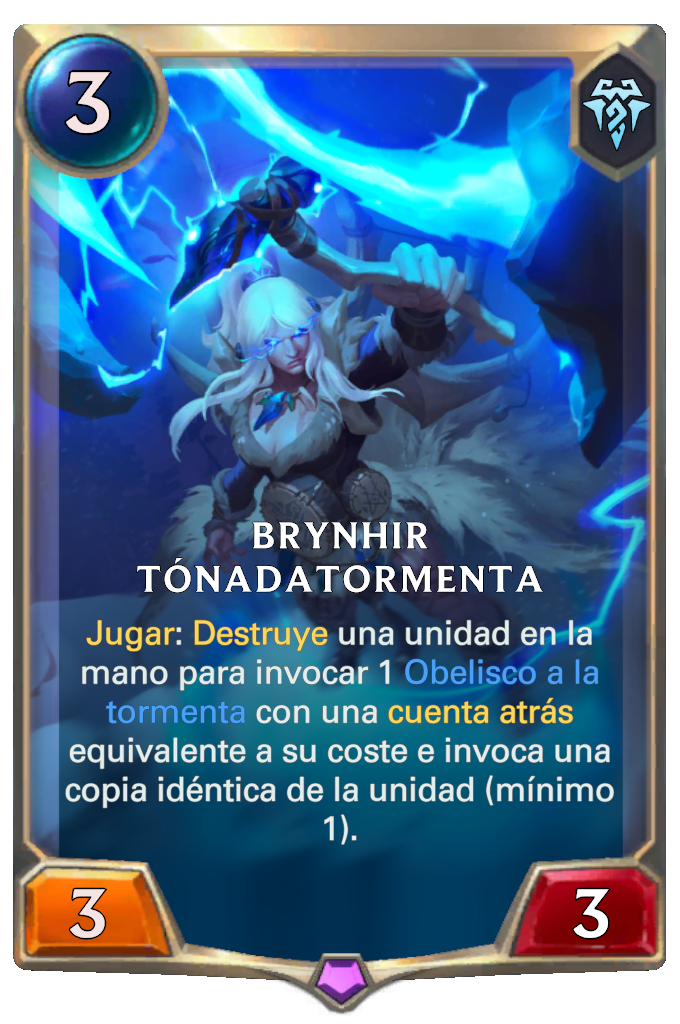 3
BRYNHIR
TÓNADATORMENTA
Jugar: Destruye una unidad en la
mano para invocar 1 Obelisco a la
tormenta con una cuenta atrás
equivalente a su coste e invoca una
copia idéntica de la unidad (mínimo
1).
3
3